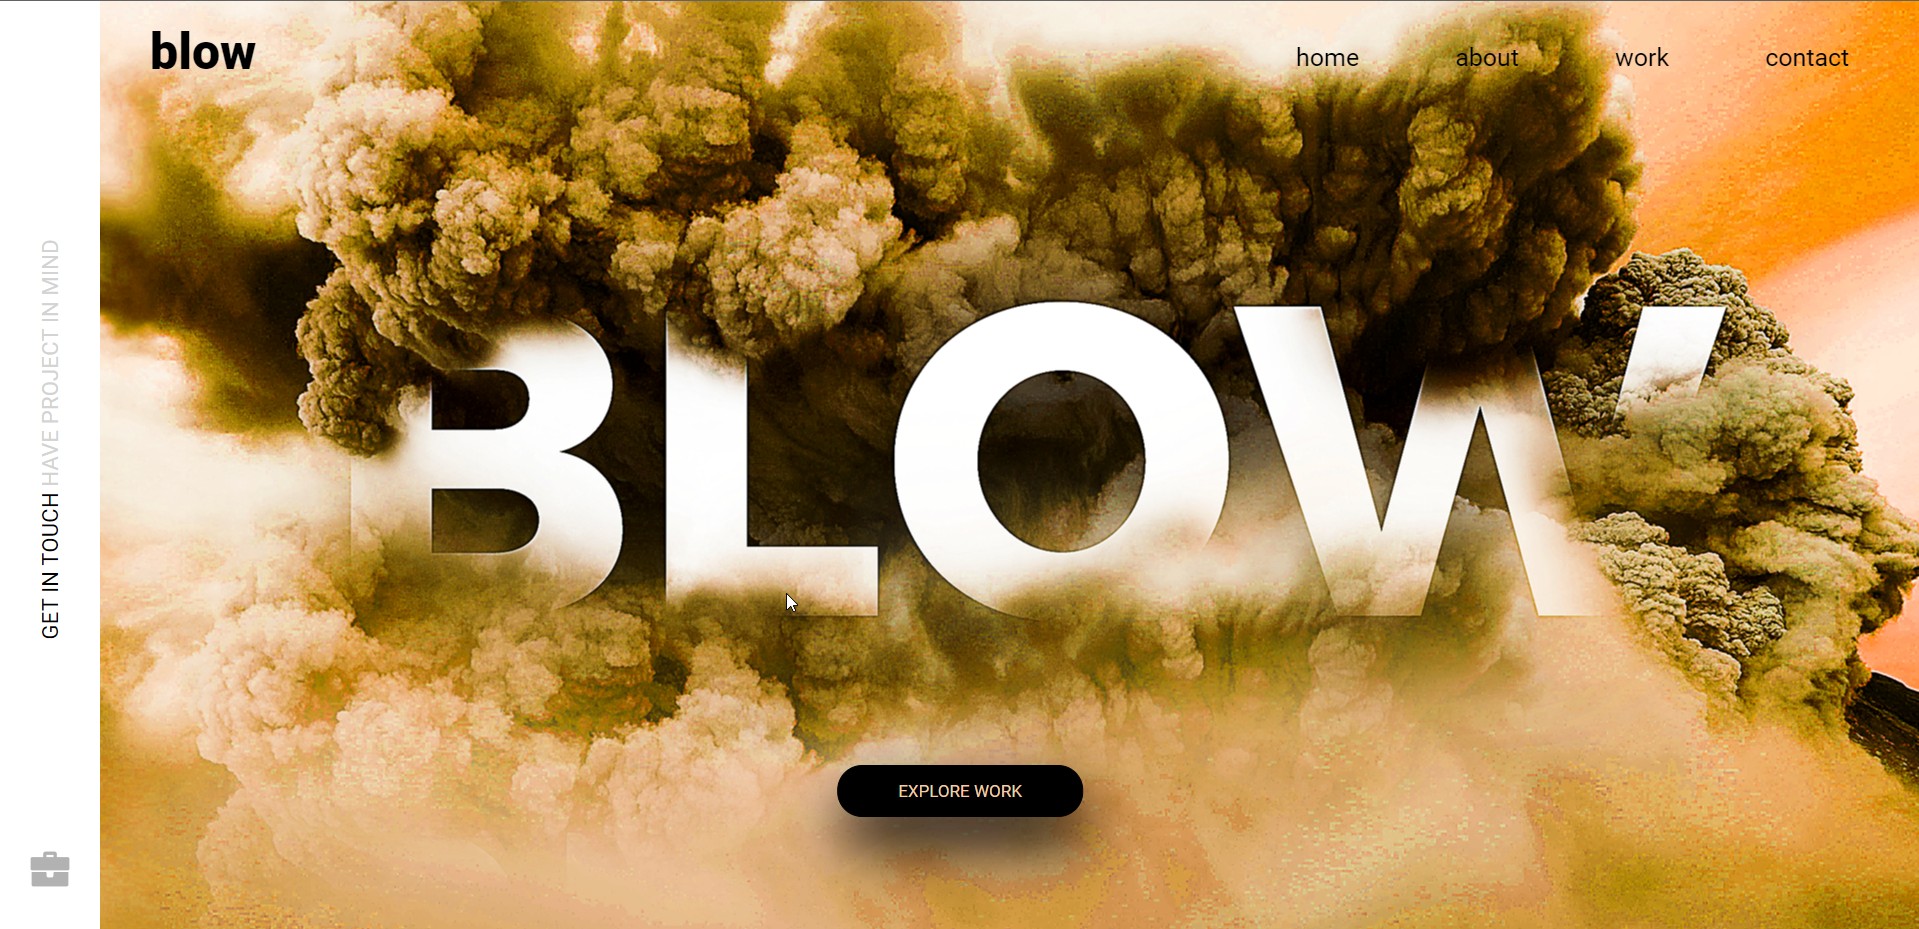 blow
home
about
work
contact
GET IN TOUCH HAVE PROJECT IN MIND
BLOW
EXPLORE WORK